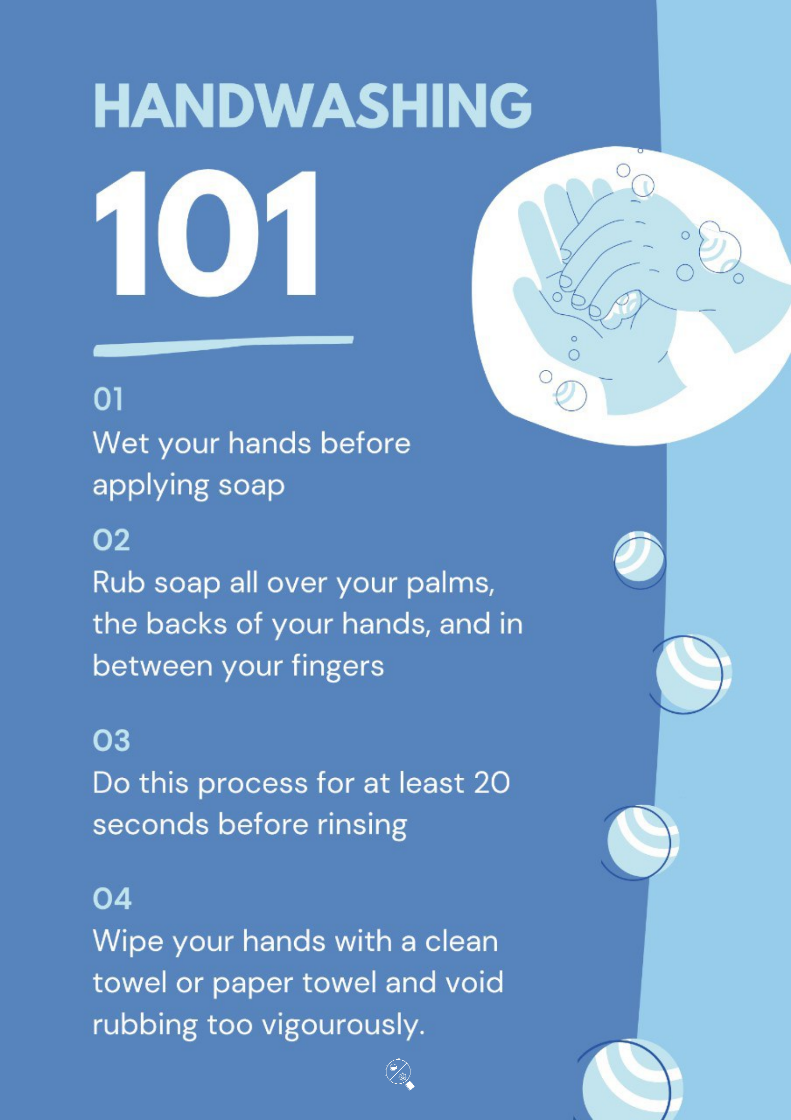 HANDWASHING
101
01
Wet your hands before
applying soap
02
Rub soap all over your palms,
the backs of your hands, and in
between your fingers
03
Do this process for at least 20
seconds before rinsing
04
Wipe your hands with a clean
towel or paper towel and void
rubbing too vigourously.